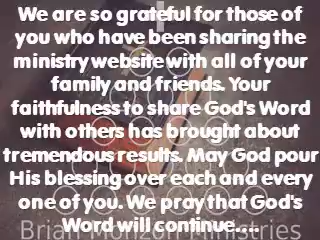 We are so grateful for those of
you who have been sharing the
ministry website with all of your
family and friends. Your
faithfulness to share God's Word
with others has brought about
tremendous results. May God pour
His blessing over each and every
one of you. We pray that God's
Word will continue....
Brian Monzon Ministries